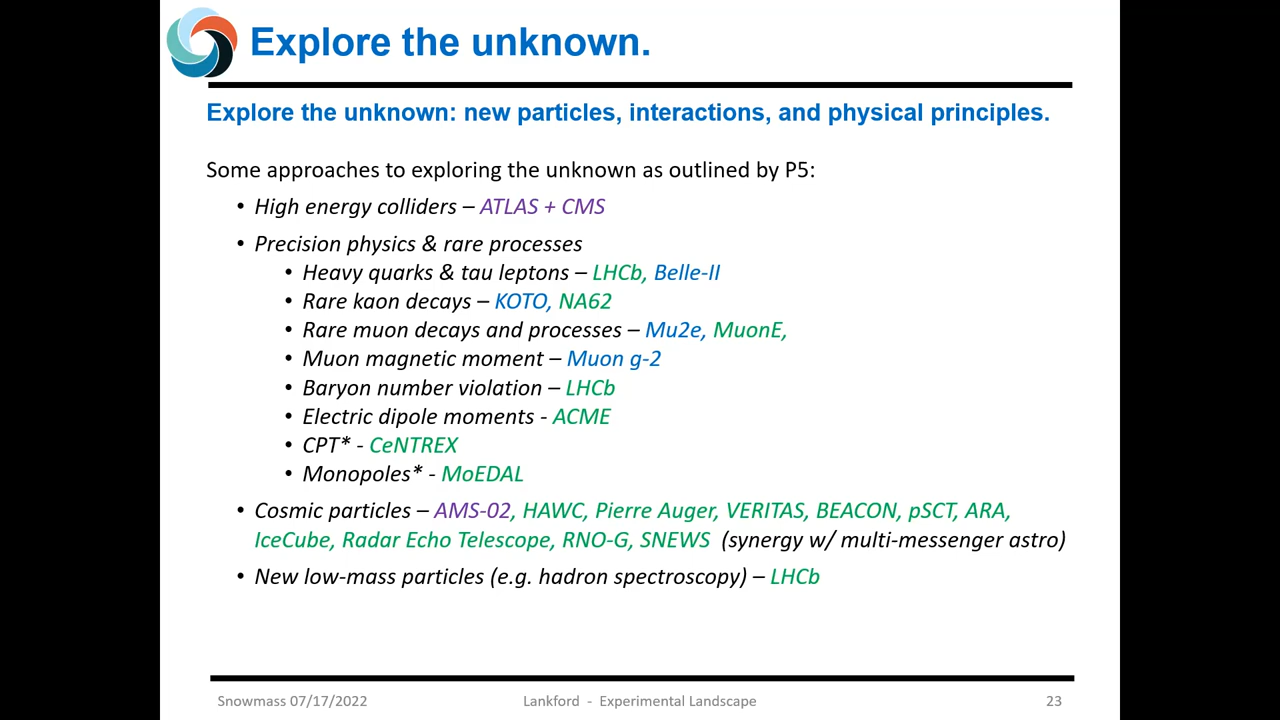 Explore the unknown.
Explore the unknown: new particles, interactions, and physical principles.
Some approaches to exploring the unknown as outlined by P5:
• High energy colliders – ATLAS + CMS
• Precision physics & rare processes
• Heavy quarks & tau leptons – LHCb, Belle-II
• Rare kaon decays – KOTO, NA62
• Rare muon decays and processes – Mu2e, MuonE,
• Muon magnetic moment – Muon g-2
• Baryon number violation – LHCb
• Electric dipole moments - ACME
• CPT* - CeNTREX
• Monopoles* - MoEDAL
• Cosmic particles – AMS-02, HAWC, Pierre Auger, VERITAS, BEACON, pSCT, ARA,
IceCube, Radar Echo Telescope, RNO-G, SNEWS (synergy w/ multi-messenger astro)
• New low-mass particles (e.g. hadron spectroscopy) – LHCb
Snowmass 07/17/2022 Lankford - Experimental Landscape 23